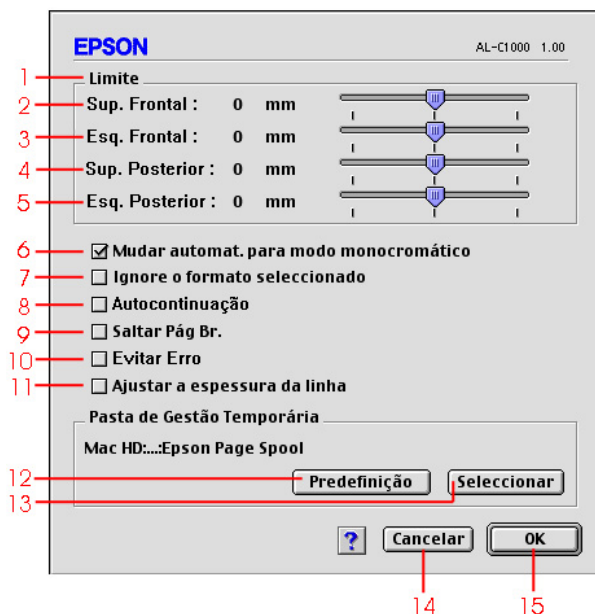 EPSON AL-C1000 1.00
1 Limite
2 Sup. Frontal : 0 mm
3 Esq. Frontal : 0 mm
4 Sup. Posterior : 0 mm
5 Esq. Posterior : 0 mm
6 Mudar automat. para modo monocromático
7 Ignore o formato seleccionado
8 Autocontinuação
9 Saltar Pág Br.
10 Evitar Erro
11 Ajustar a espessura da linha
Pasta de Gestão Temporária
Mac HD:...:Epson Page Spool
12 Predefinição Seleccionar
13
? Cancelar OK
14 15